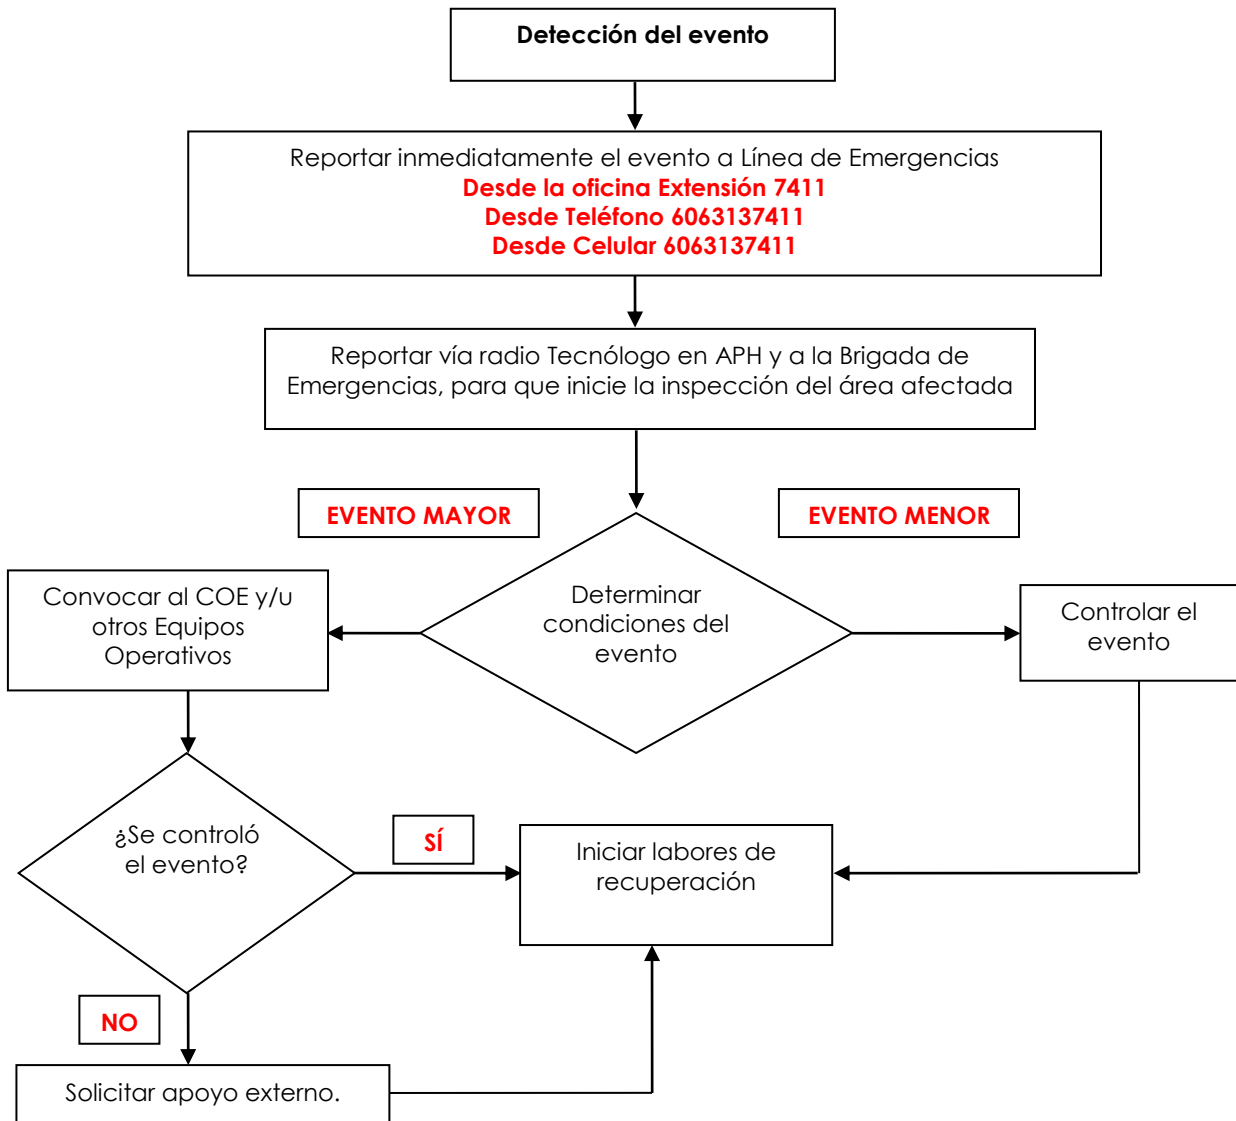 Detección del evento
Reportar inmediatamente el evento a Línea de Emergencias
Desde la oficina Extensión 7411
Desde Teléfono 6063137411
Desde Celular 6063137411
Reportar vía radio Tecnólogo en APH y a la Brigada de
Emergencias, para que inicie la inspección del área afectada
EVENTO MAYOR
EVENTO MENOR
Determinar
condiciones del
evento
Convocar al COE y/u
otros Equipos
Operativos
Controlar el
evento
¿Se controló
el evento?
SÍ
Iniciar labores de
recuperación
NO
Solicitar apoyo externo.